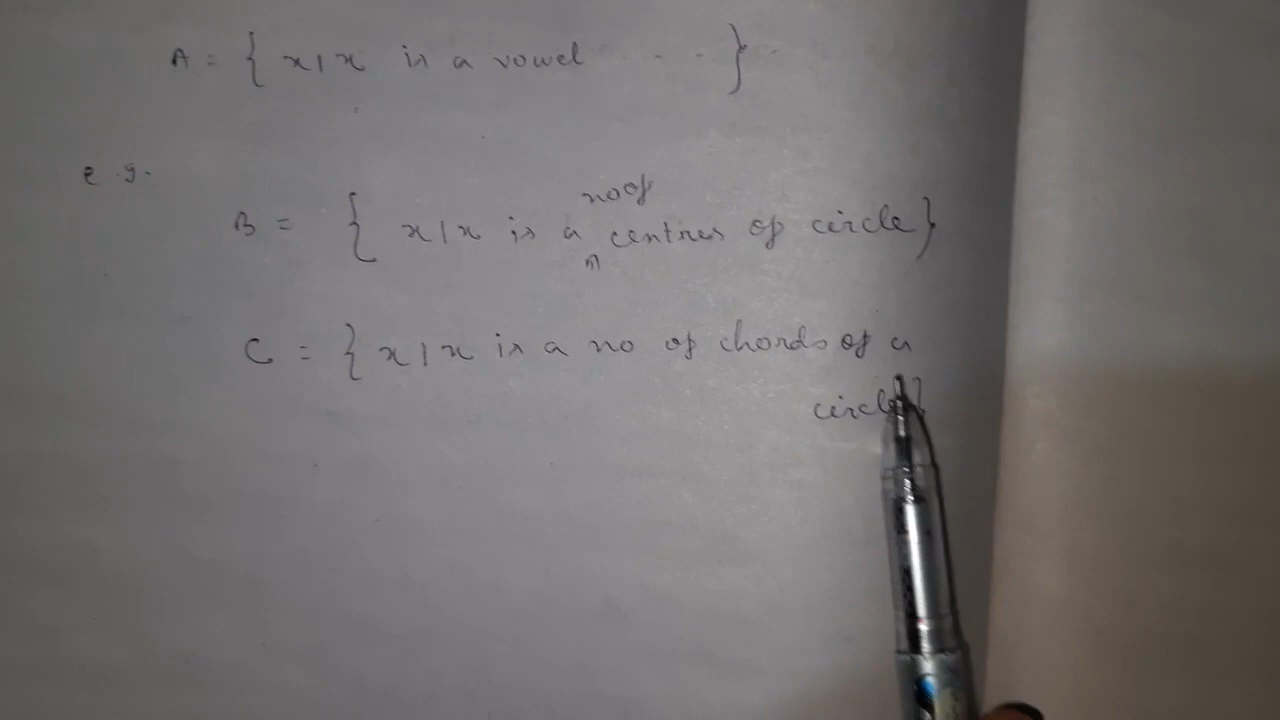 A = { x | x is a vowel - - - }
e.g.
no of
B = { x | x is a centres of circle}
C = { x | x is a no of chords of a
circle}